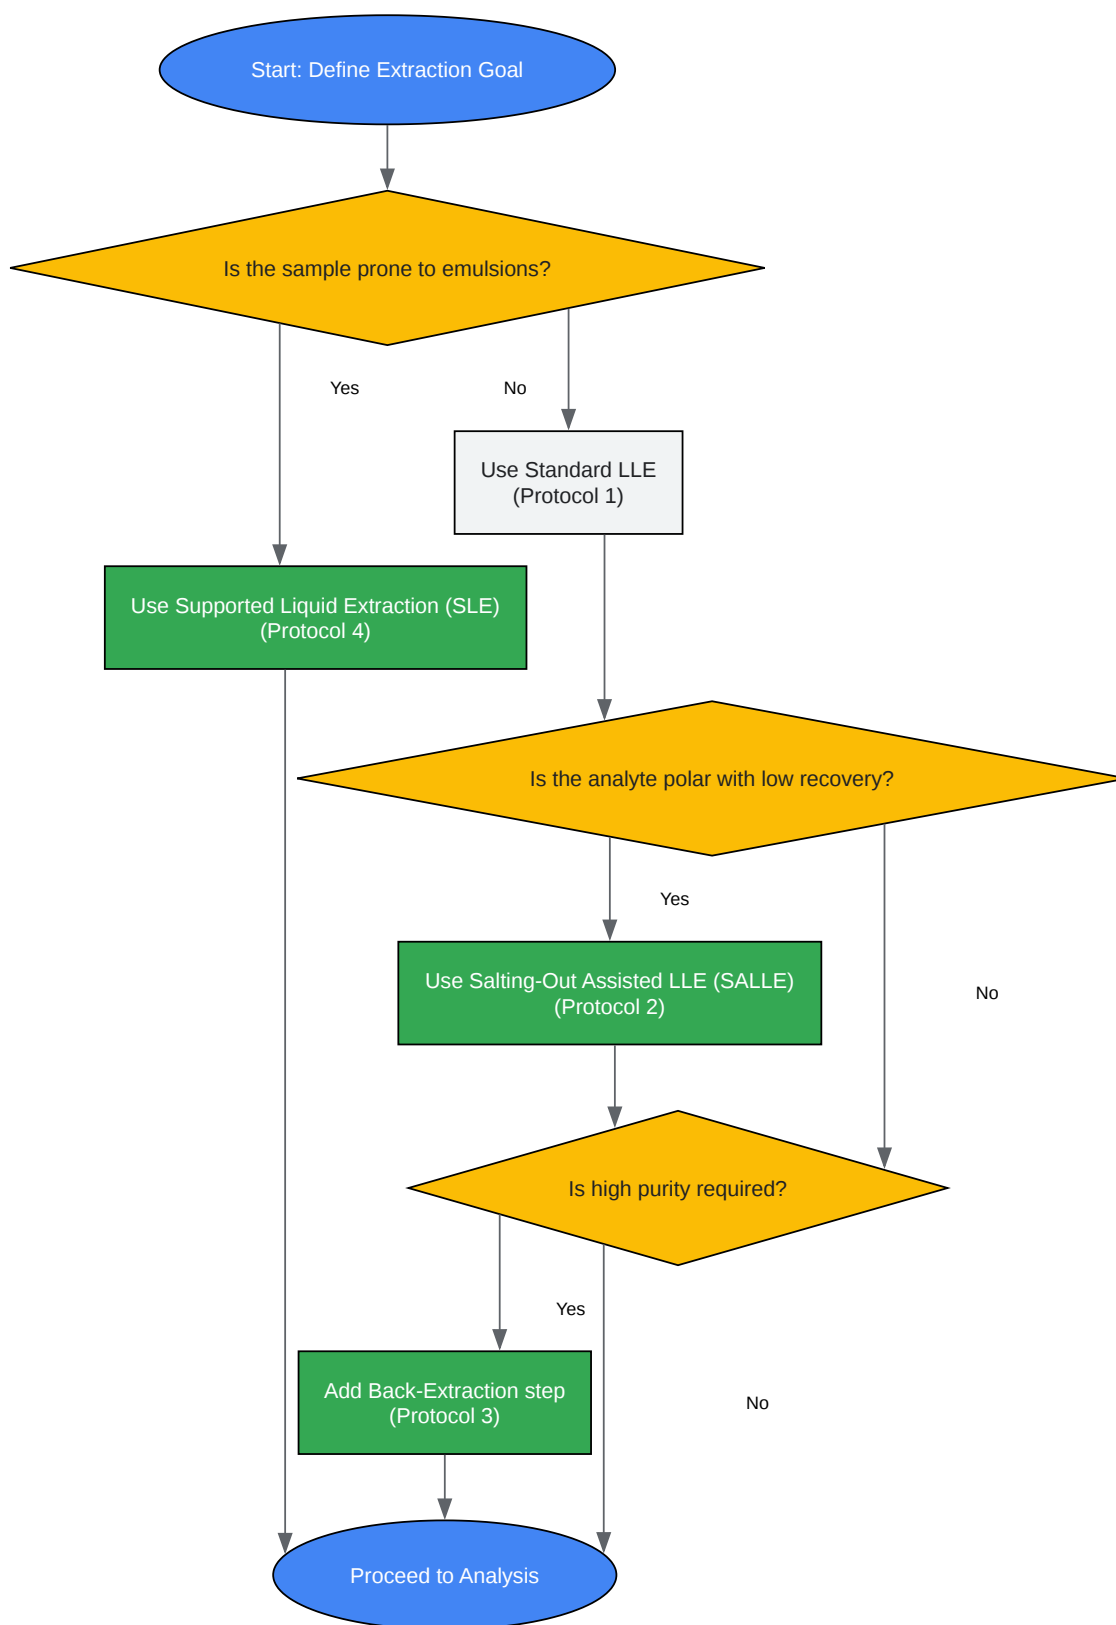 Start: Define Extraction Goal
Is the sample prone to emulsions?
Yes
No
Use Standard LLE
(Protocol 1)
Use Supported Liquid Extraction (SLE)
(Protocol 4)
Is the analyte polar with low recovery?
Yes
Use Salting-Out Assisted LLE (SALLE)
(Protocol 2)
No
Is high purity required?
Yes
Add Back-Extraction step
(Protocol 3)
No
Proceed to Analysis